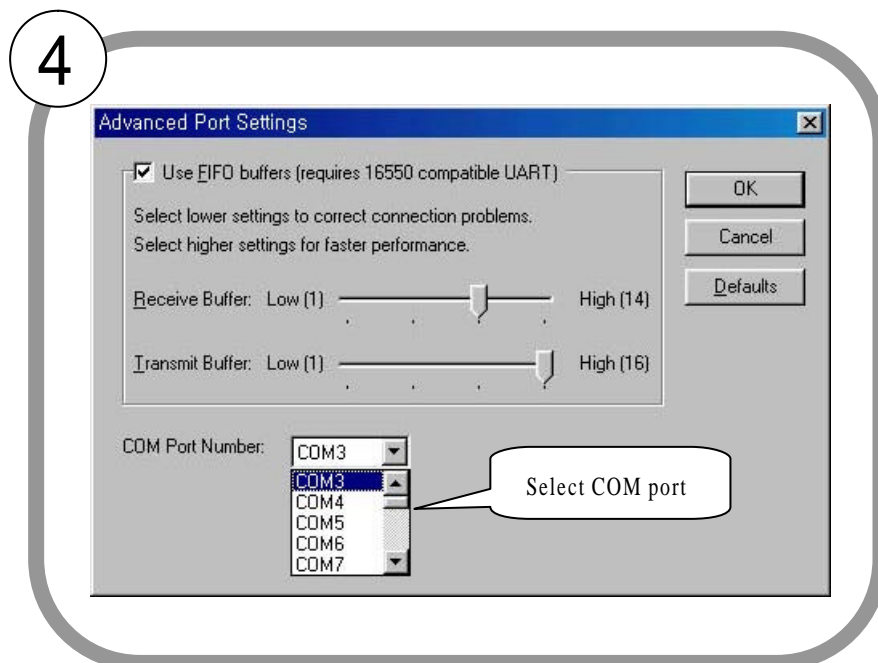 4
Advanced Port Settings
Use FIFO buffers (requires 16550 compatible UART)
Select lower settings to correct connection problems.
Select higher settings for faster performance.
Receive Buffer: Low (1) High (14)
Transmit Buffer: Low (1) High (16)
OK
Cancel
Defaults
COM Port Number: COM3
COM3
COM4
COM5
COM6
COM7
Select COM port